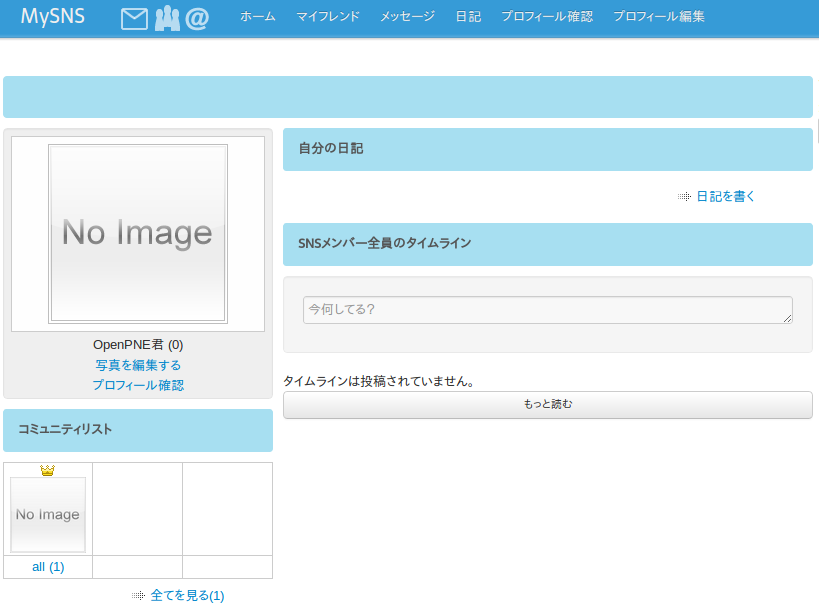 MySNS @ ホーム マイフレンド メッセージ 日記 プロフィール確認 プロフィール編集
No Image
OpenPNE君 (0)
写真を編集する
プロフィール確認
コミュニティリスト
No Image
all (1)
全てを見る(1)
自分の日記
日記を書く
SNSメンバー全員のタイムライン
今何してる？
タイムラインは投稿されていません。
もっと読む